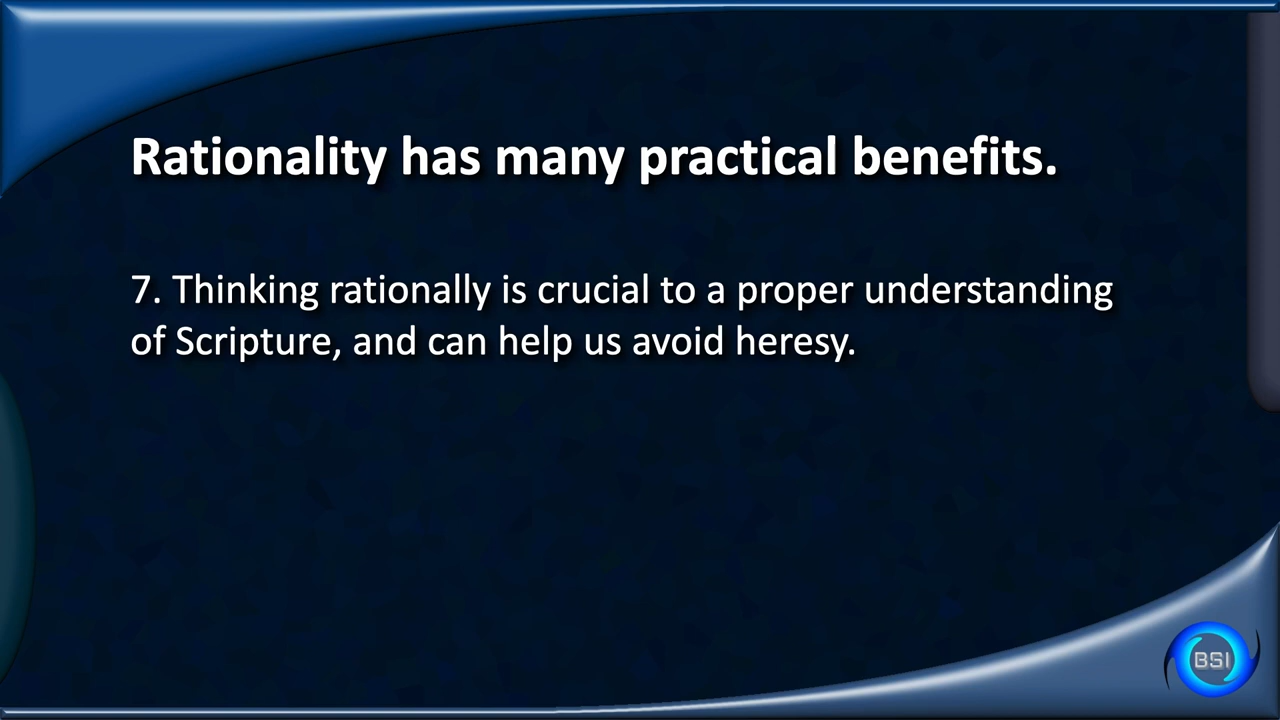 Rationality has many practical benefits.
7. Thinking rationally is crucial to a proper understanding
of Scripture, and can help us avoid heresy.
BSI